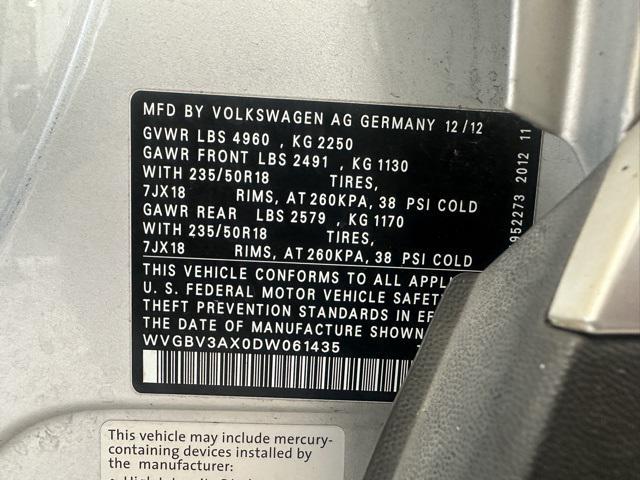 MFD BY VOLKSWAGEN AG GERMANY 12/12
GVWR LBS 4960 , KG 2250
GAWR FRONT LBS 2491 , KG 1130
WITH 235/50R18 TIRES,
7JX18 RIMS, AT 260KPA, 38 PSI COLD
GAWR REAR LBS 2579 , KG 1170
WITH 235/50R18 TIRES,
7JX18 RIMS, AT 260KPA, 38 PSI COLD
THIS VEHICLE CONFORMS TO ALL APPL
U. S. FEDERAL MOTOR VEHICLE SAFET
THEFT PREVENTION STANDARDS IN EF
THE DATE OF MANUFACTURE SHOWN
WVGBV3AX0DW061435
952273 2012 11
This vehicle may include mercury-
containing devices installed by
the manufacturer: